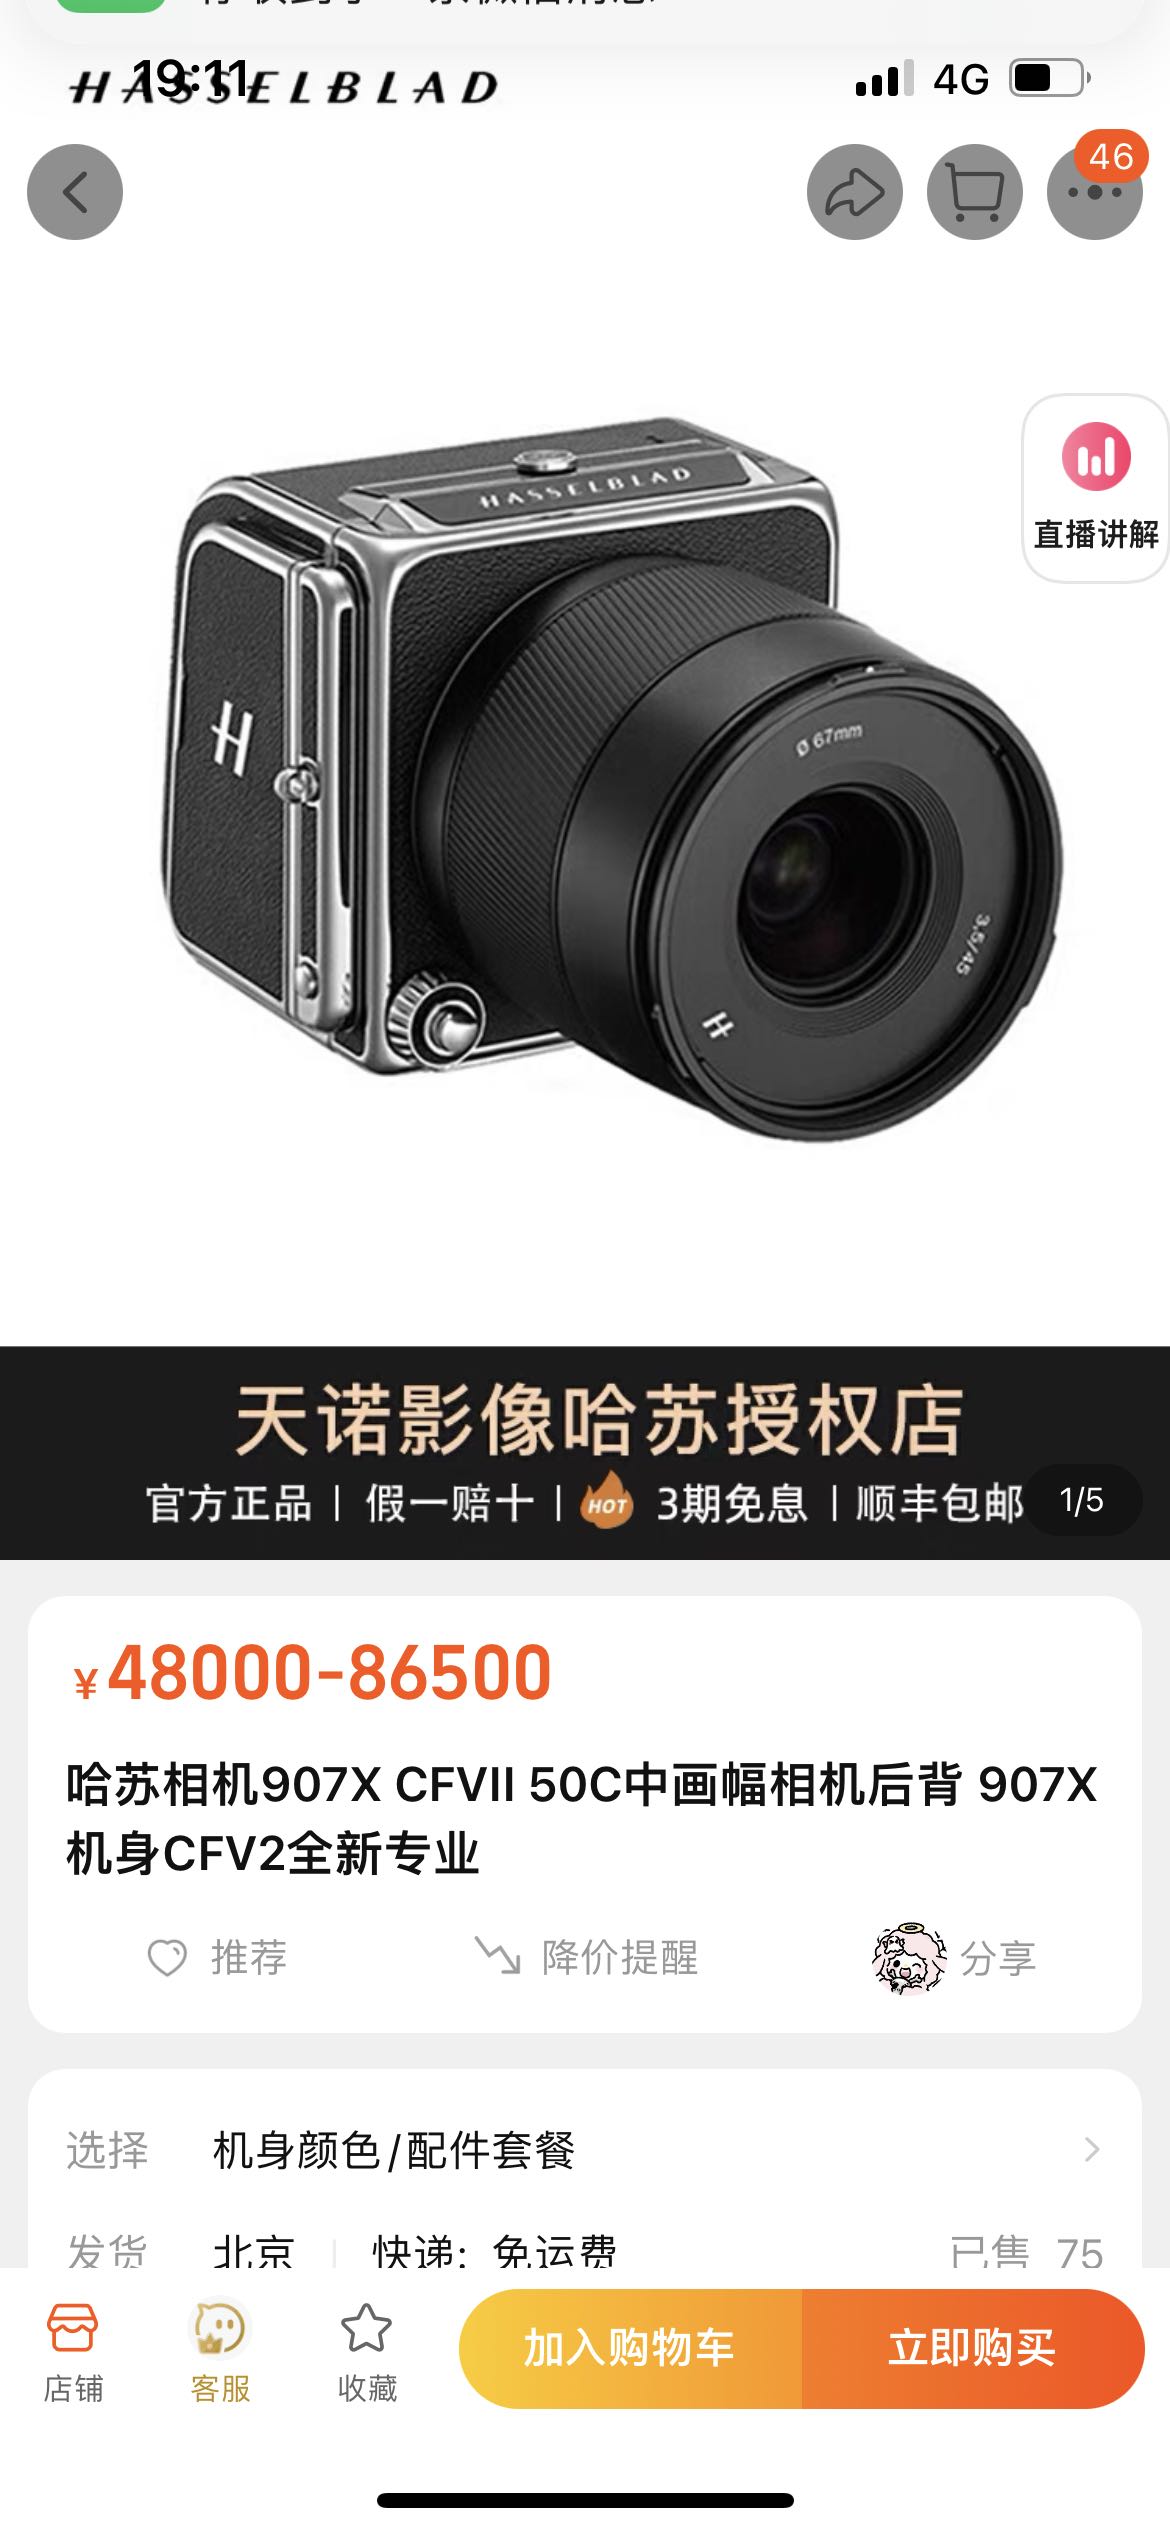 HASSELBLAD
19:11
4G
46
HASSELBLAD
直播讲解
H
Ø 67mm
3,5/45
H
天诺影像哈苏授权店
官方正品 | 假一赔十 | HOT 3期免息 | 顺丰包邮
1/5
¥48000-86500
哈苏相机907X CFVII 50C中画幅相机后背 907X
机身CFV2全新专业
推荐
降价提醒
分享
选择 机身颜色/配件套餐
发货 北京 | 快递: 免运费 已售 75
店铺
客服
收藏
加入购物车
立即购买